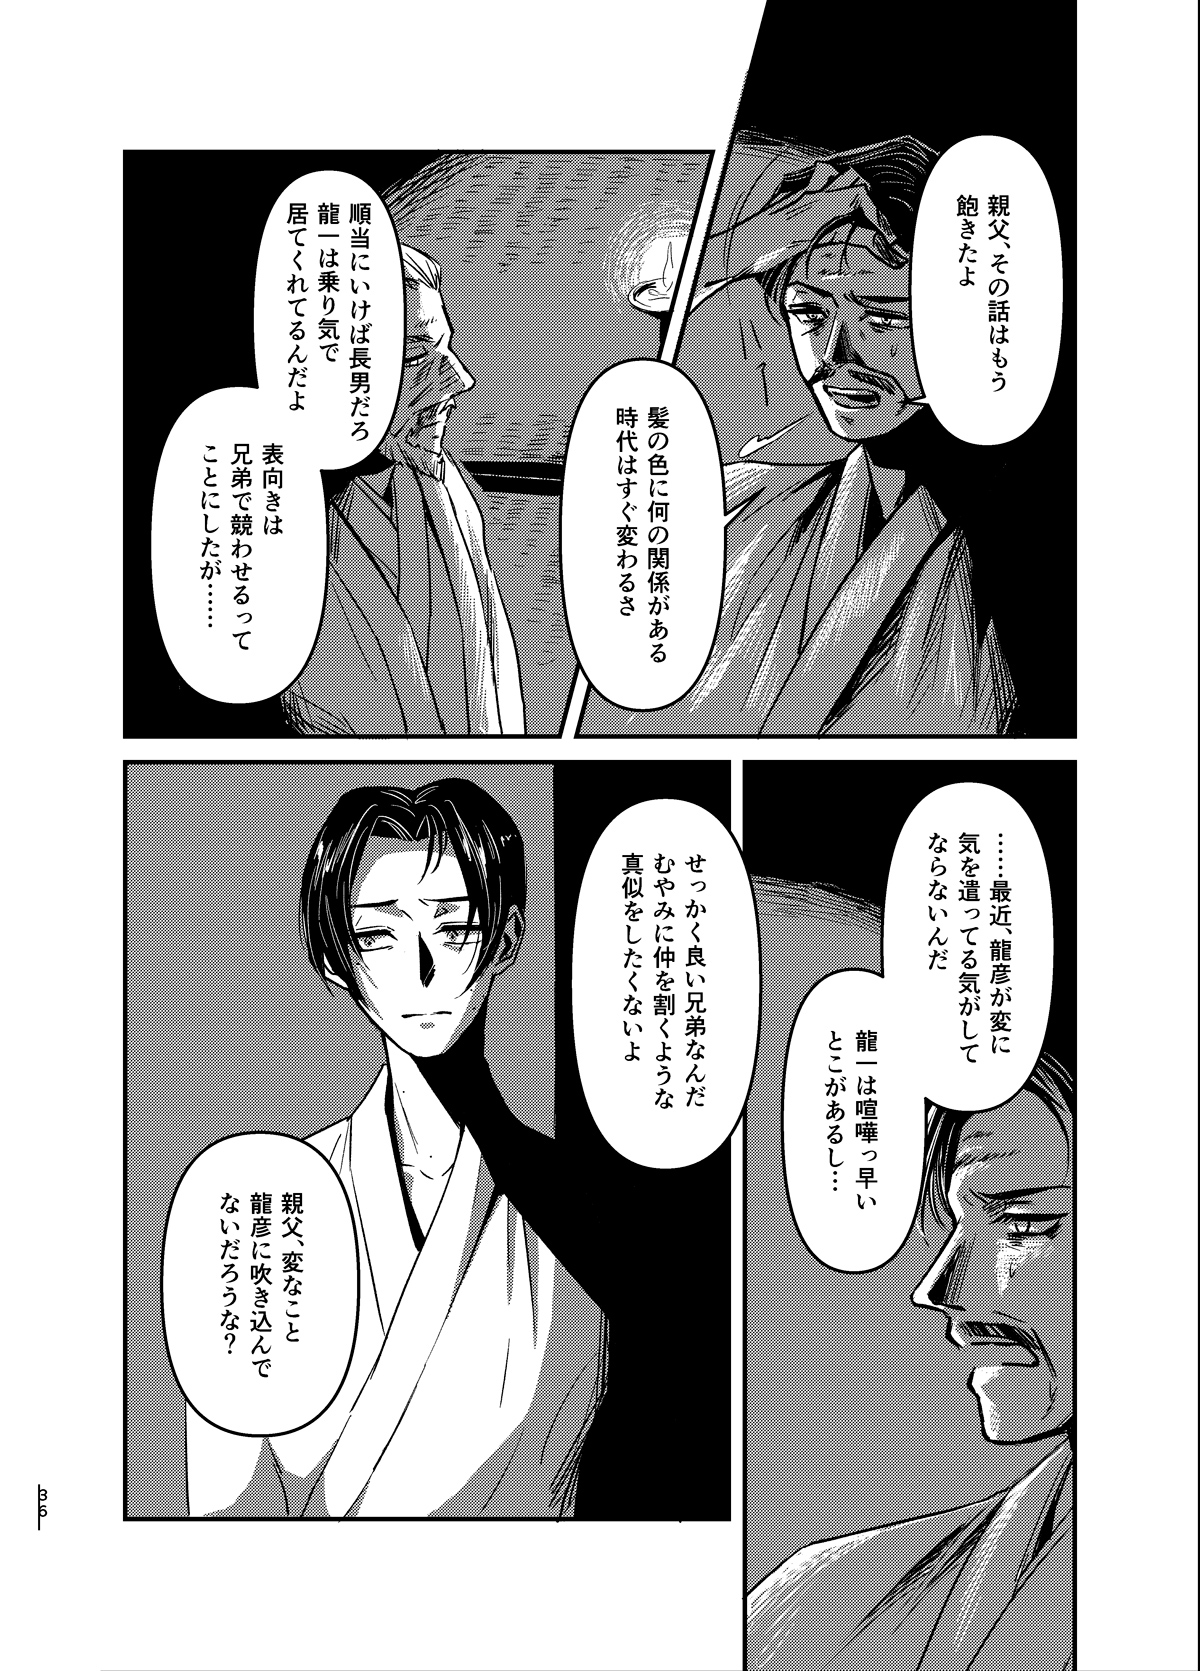 親父、その話はもう
飽きたよ
髪の色に何の関係がある
時代はすぐ変わるさ
順当にいけば長男だろ
龍一は乗り気で
居てくれてるんだよ
表向きは
兄弟で競わせるって
ことにしたが……
……最近、龍彦が変に
気を遣ってる気がして
ならないんだ
龍一は喧嘩っ早い
とこがあるし…
せっかく良い兄弟なんだ
むやみに仲を割くような
真似をしたくないよ
親父、変なこと
龍彦に吹き込んで
ないだろうな?
36